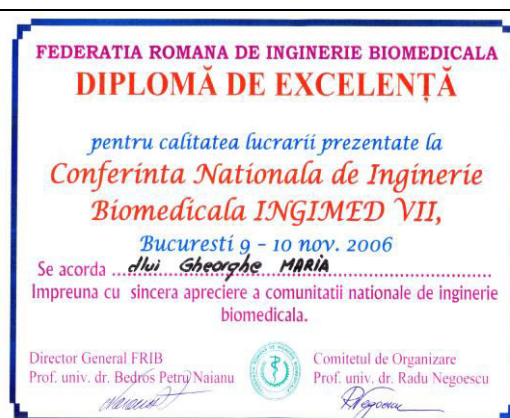 FEDERATIA ROMANA DE INGINERIE BIOMEDICALA
DIPLOMĂ DE EXCELENȚĂ
pentru calitatea lucrarii prezentate la
Conferinta Nationala de Inginerie
Biomedicala INGIMED VII,
Bucuresti 9 - 10 nov. 2006
Se acorda ...dlui Gheorghe MARIA......
Impreuna cu sincera apreciere a comunitatii nationale de inginerie
biomedicala.
Director General FRIB
Prof. univ. dr. Bedros Petru Naianu
Comitetul de Organizare
Prof. univ. dr. Radu Negoescu
RNegoescu